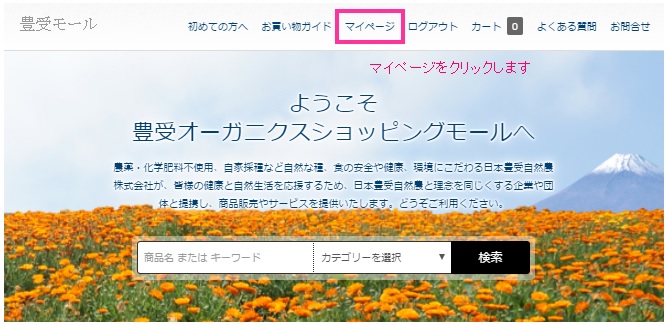 豊受モール
初めての方へ お買い物ガイド マイページ ログアウト カート 0 よくある質問 お問合せ
マイページをクリックします
ようこそ
豊受オーガニクスショッピングモールへ
農薬・化学肥料不使用、自家採種など自然な種、食の安全や健康、環境にこだわる日本豊受自然農
株式会社が、皆様の健康と自然生活を応援するため、日本豊受自然農と理念を同じくする企業や団
体と提携し、商品販売やサービスを提供いたします。どうぞご利用ください。
商品名 または キーワード カテゴリーを選択 ▼ 検索